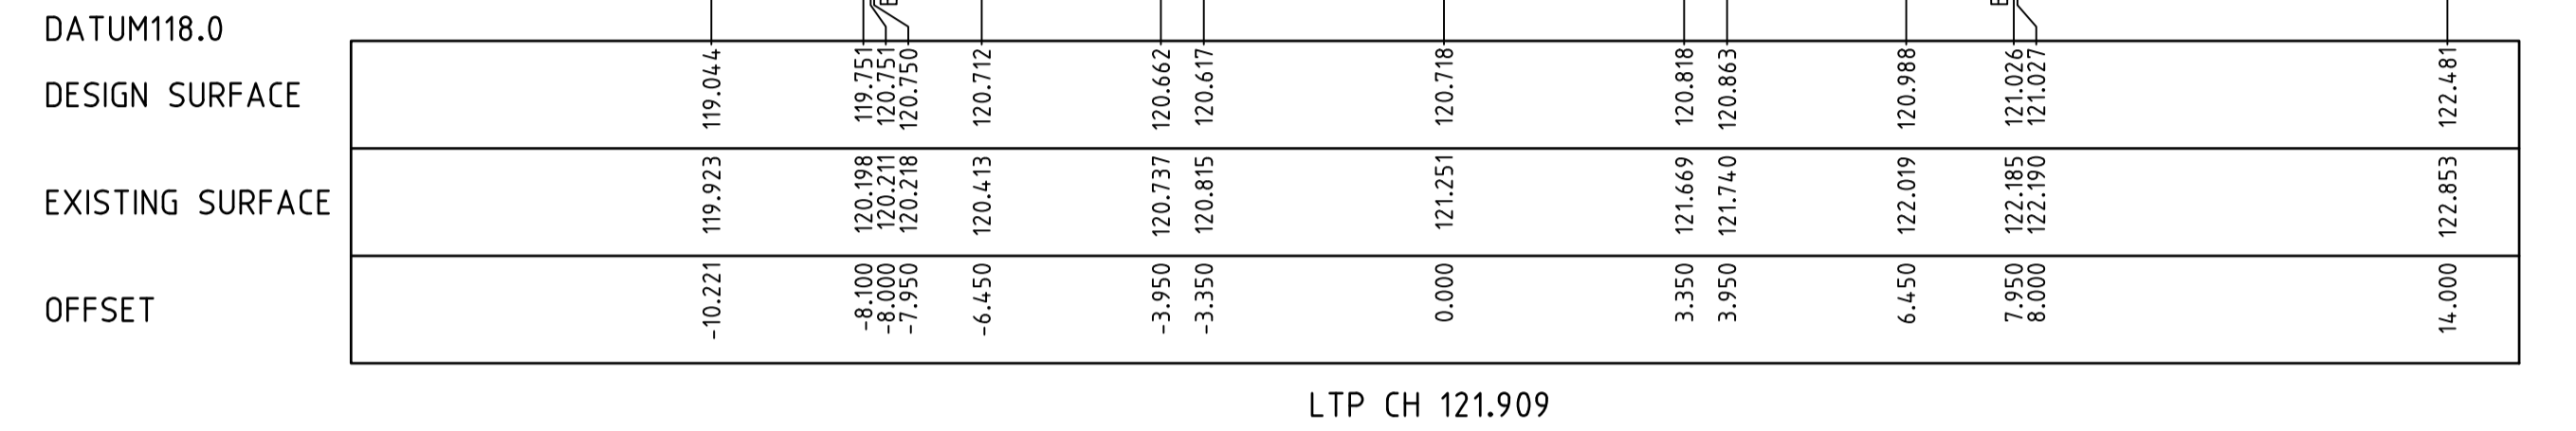 DATUM118.0
DESIGN SURFACE 119.044 119.751 120.751 120.750 120.712 120.662 120.617 120.718 120.818 120.863 120.988 121.026 121.027 122.481
EXISTING SURFACE 119.923 120.198 120.211 120.218 120.413 120.737 120.815 121.251 121.669 121.740 122.019 122.185 122.190 122.853
OFFSET -10.221 -8.100 -8.000 -7.950 -6.450 -3.950 -3.350 0.000 3.350 3.950 6.450 7.950 8.000 14.000
LTP CH 121.909